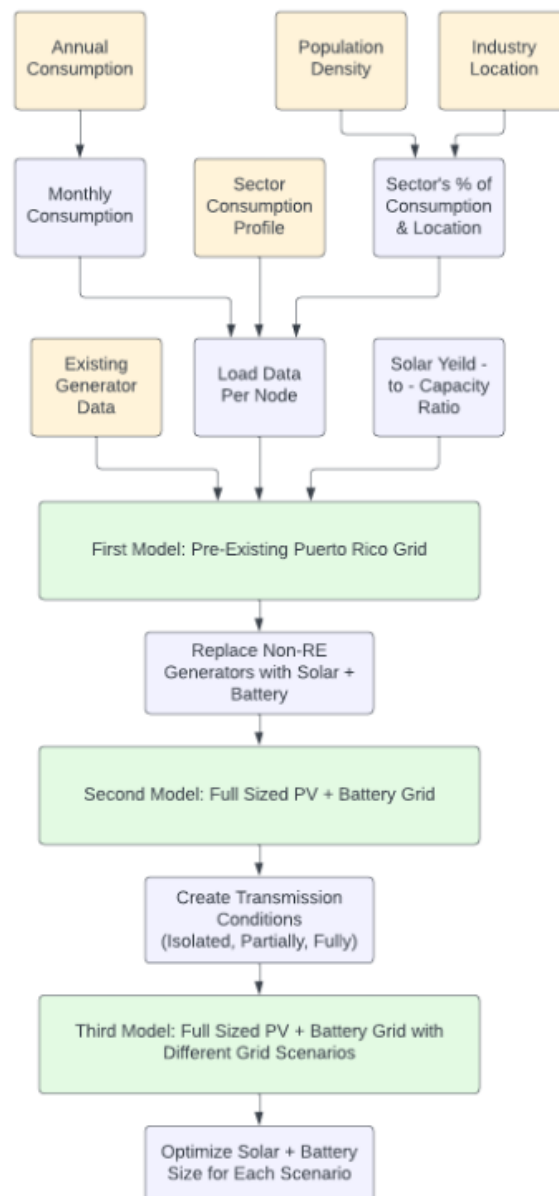 Annual
Consumption
Population
Density
Industry
Location
Monthly
Consumption
Sector
Consumption
Profile
Sector's % of
Consumption
& Location
Existing
Generator
Data
Load Data
Per Node
Solar Yeild -
to - Capacity
Ratio
First Model: Pre-Existing Puerto Rico Grid
Replace Non-RE
Generators with Solar +
Battery
Second Model: Full Sized PV + Battery Grid
Create Transmission
Conditions
(Isolated, Partially, Fully)
Third Model: Full Sized PV + Battery Grid with
Different Grid Scenarios
Optimize Solar + Battery
Size for Each Scenario